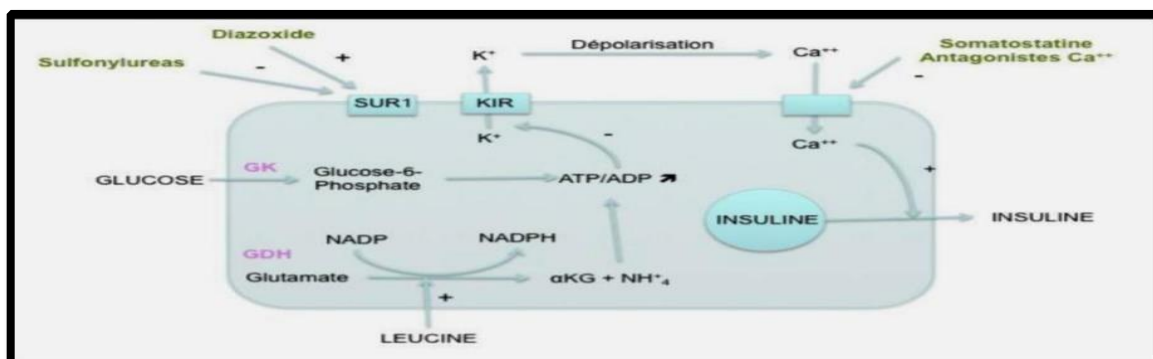 Diazoxide
Sulfonylureas
-
+
K⁺
Dépolarisation
Ca⁺⁺
Somatostatine
Antagonistes Ca⁺⁺
-
SUR1
KIR
K⁺
-
Ca⁺⁺
+
GLUCOSE
GK
Glucose-6-
Phosphate
ATP/ADP ↗
INSULINE
INSULINE
GDH
NADP
NADPH
Glutamate
αKG + NH⁺₄
+
LEUCINE